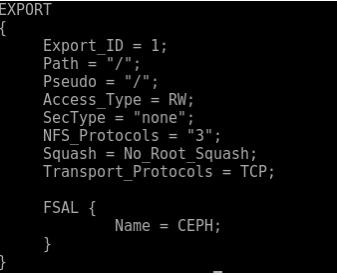 EXPORT
{
Export_ID = 1;
Path = "/";
Pseudo = "/";
Access_Type = RW;
SecType = "none";
NFS_Protocols = "3";
Squash = No_Root_Squash;
Transport_Protocols = TCP;
FSAL {
Name = CEPH;
}
}